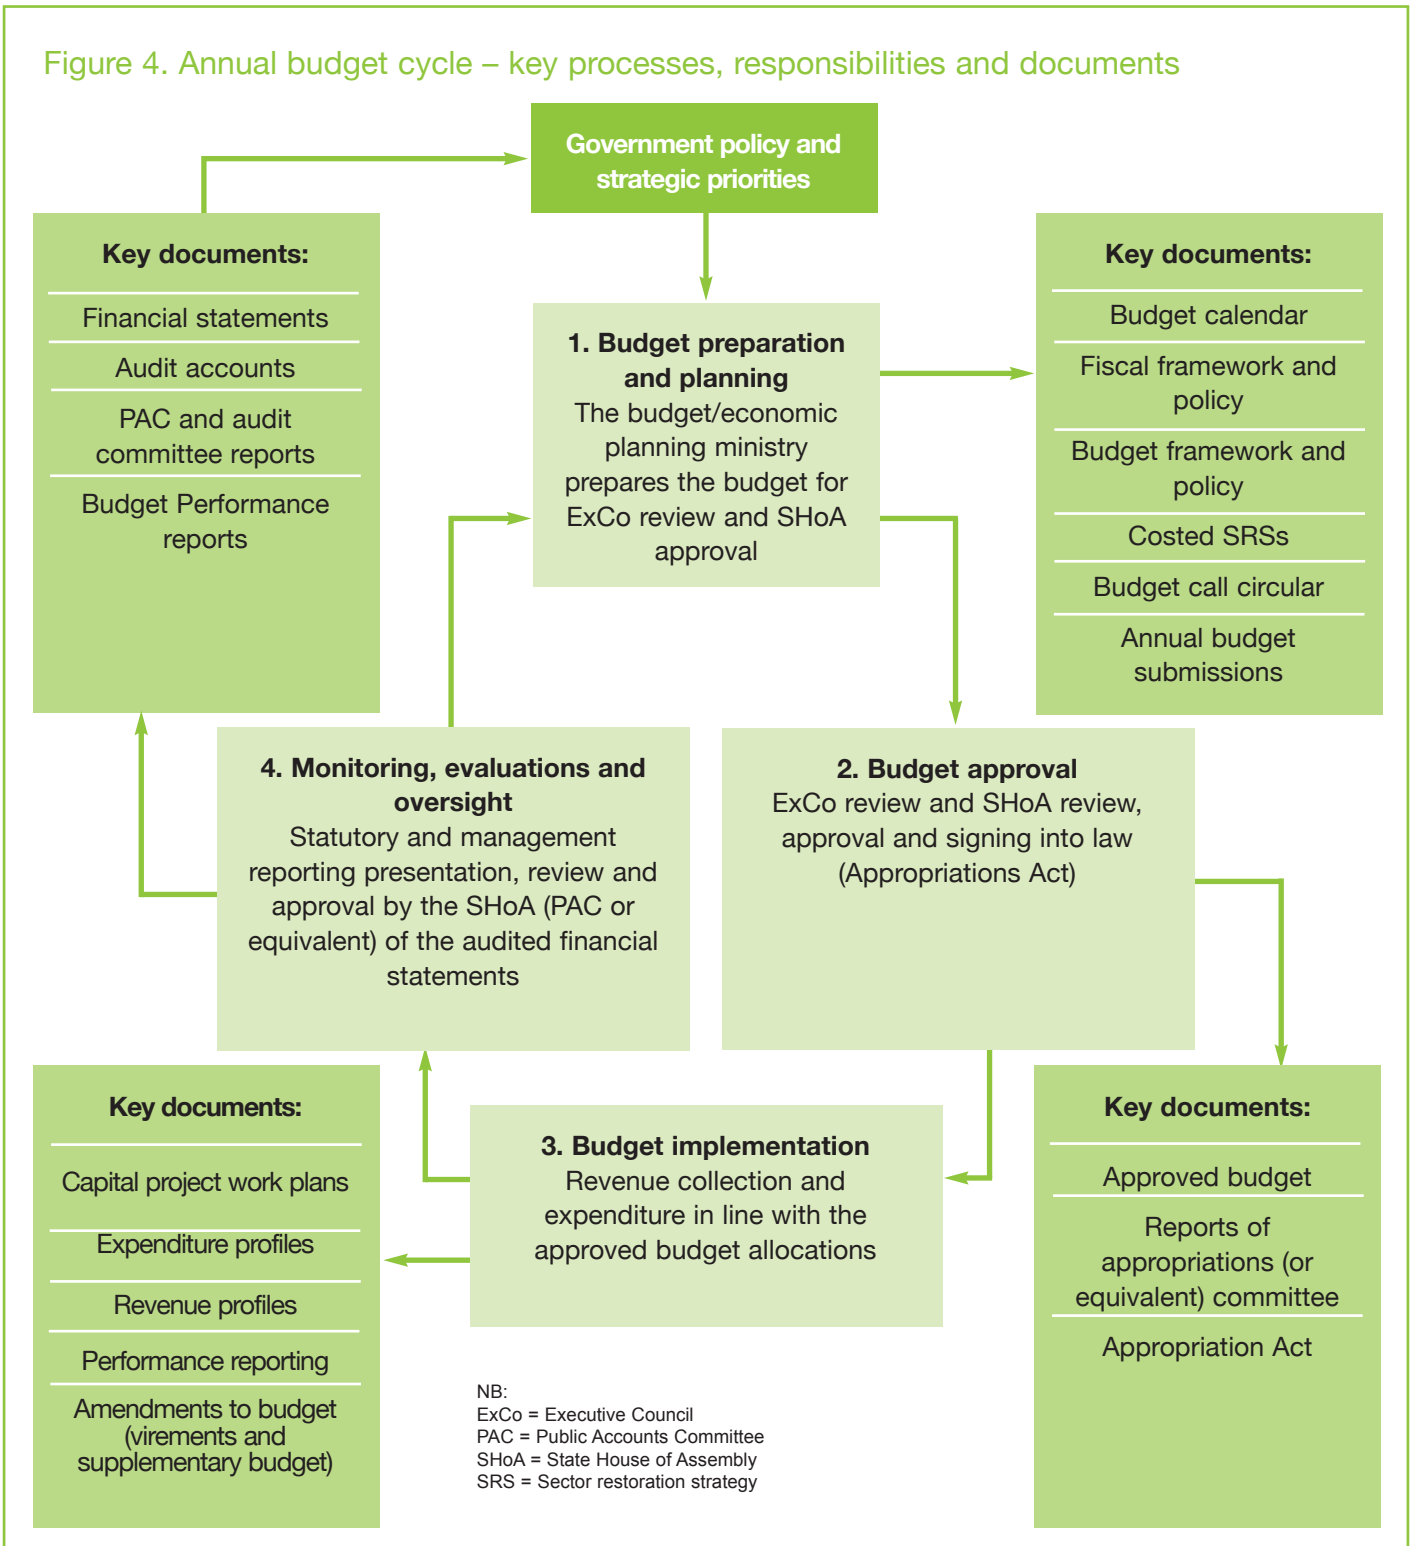 Figure 4. Annual budget cycle – key processes, responsibilities and documents
Government policy and
strategic priorities
Key documents:
Financial statements
Audit accounts
PAC and audit
committee reports
Budget Performance
reports
1. Budget preparation
and planning
The budget/economic
planning ministry
prepares the budget for
ExCo review and SHoA
approval
Key documents:
Budget calendar
Fiscal framework and
policy
Budget framework and
policy
Costed SRSs
Budget call circular
Annual budget
submissions
4. Monitoring, evaluations and
oversight
Statutory and management
reporting presentation, review and
approval by the SHoA (PAC or
equivalent) of the audited financial
statements
2. Budget approval
ExCo review and SHoA review,
approval and signing into law
(Appropriations Act)
Key documents:
Capital project work plans
Expenditure profiles
Revenue profiles
Performance reporting
Amendments to budget
(virements and
supplementary budget)
3. Budget implementation
Revenue collection and
expenditure in line with the
approved budget allocations
Key documents:
Approved budget
Reports of
appropriations (or
equivalent) committee
Appropriation Act
NB:
ExCo = Executive Council
PAC = Public Accounts Committee
SHoA = State House of Assembly
SRS = Sector restoration strategy